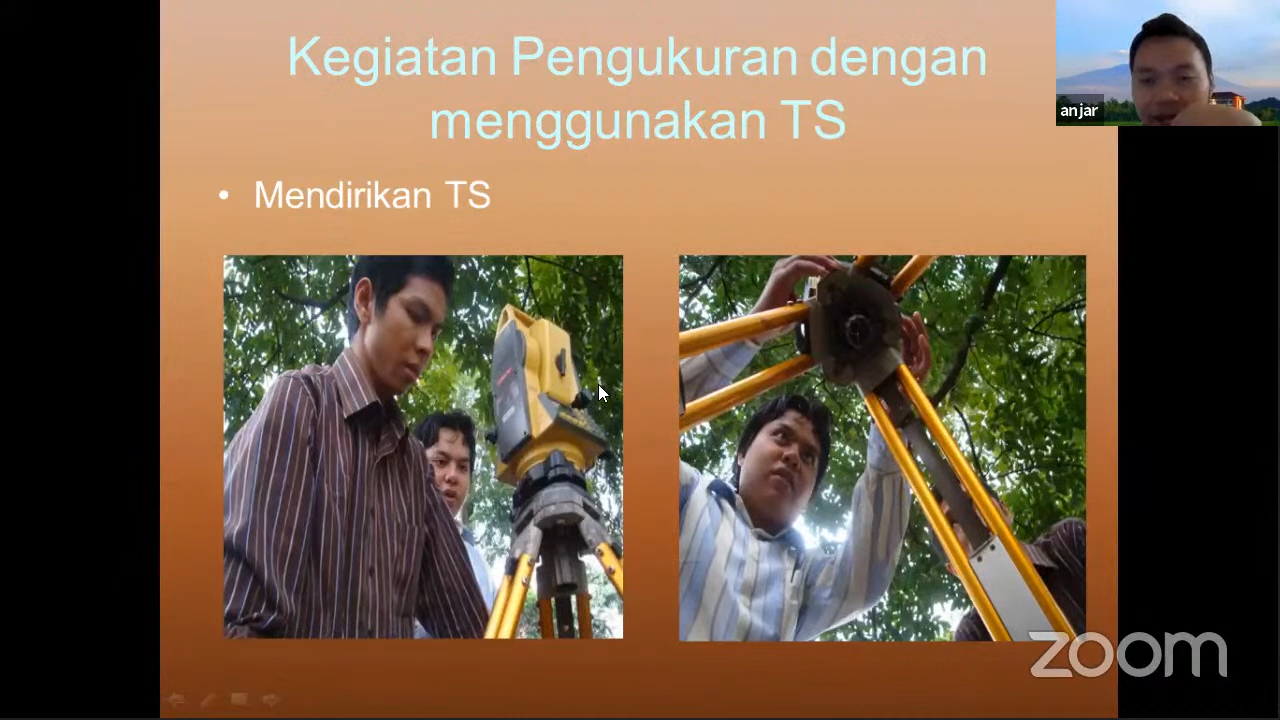 Kegiatan Pengukuran dengan
menggunakan TS
• Mendirikan TS
anjar
zoom